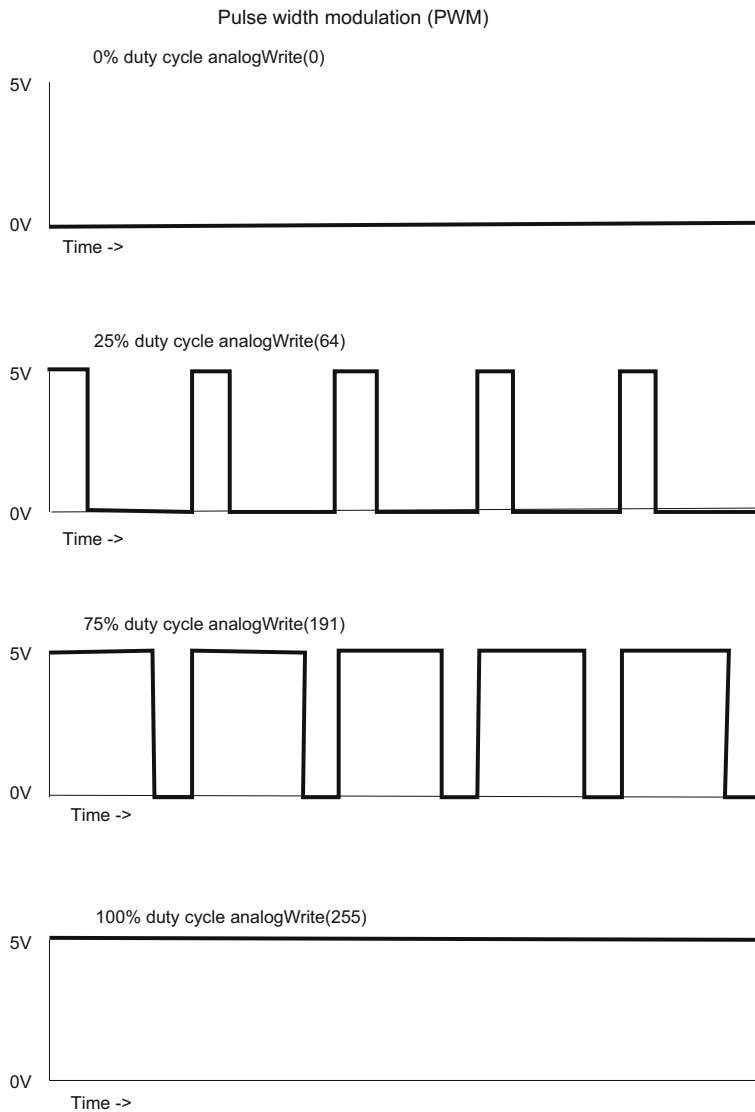 Pulse width modulation (PWM)
0% duty cycle analogWrite(0)
5V
0V
Time ->
25% duty cycle analogWrite(64)
5V
0V
Time ->
75% duty cycle analogWrite(191)
5V
0V
Time ->
100% duty cycle analogWrite(255)
5V
0V
Time ->